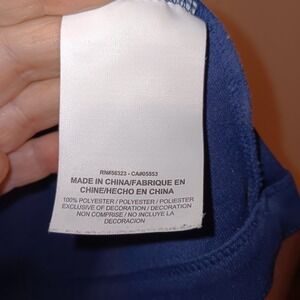 RN#56323 - CA#05553
MADE IN CHINA/FABRIQUE EN
CHINE/HECHO EN CHINA
100% POLYESTER / POLYESTER / POLIESTER
EXCLUSIVE OF DECORATION / DECORATION
NON COMPRISE / NO INCLUYE LA
DECORACION